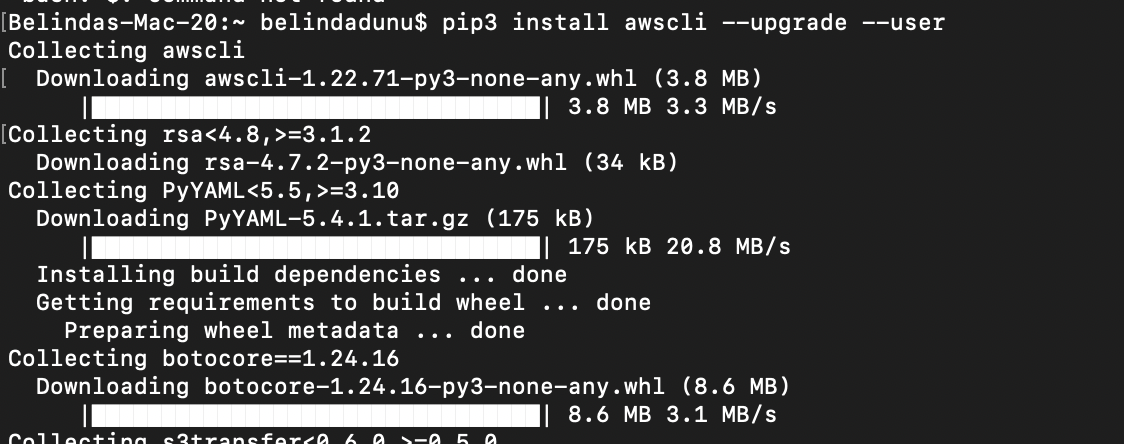 bash: $: command not found
[Belindas-Mac-20:~ belindadunu$ pip3 install awscli --upgrade --user
Collecting awscli
[  Downloading awscli-1.22.71-py3-none-any.whl (3.8 MB)
|████████████████████████████████| 3.8 MB 3.3 MB/s
[Collecting rsa<4.8,>=3.1.2
Downloading rsa-4.7.2-py3-none-any.whl (34 kB)
Collecting PyYAML<5.5,>=3.10
Downloading PyYAML-5.4.1.tar.gz (175 kB)
|████████████████████████████████| 175 kB 20.8 MB/s
Installing build dependencies ... done
Getting requirements to build wheel ... done
Preparing wheel metadata ... done
Collecting botocore==1.24.16
Downloading botocore-1.24.16-py3-none-any.whl (8.6 MB)
|████████████████████████████████| 8.6 MB 3.1 MB/s
Collecting s3transfer<0.6.0,>=0.5.0